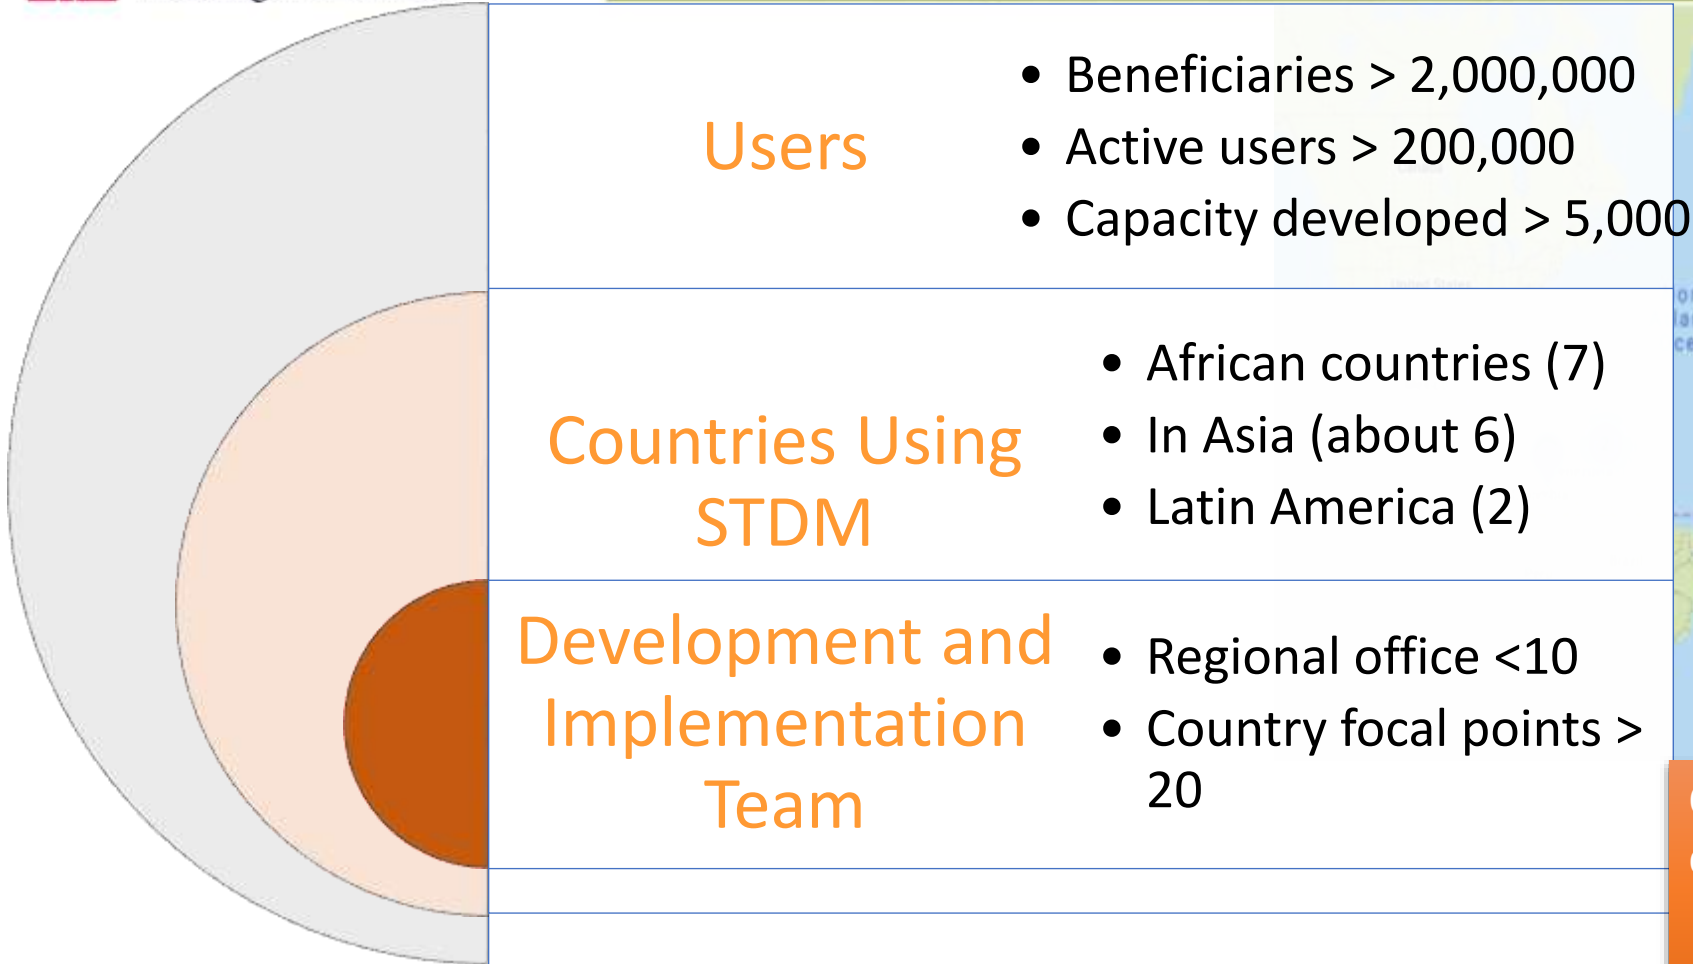 Users
• Beneficiaries > 2,000,000
• Active users > 200,000
• Capacity developed > 5,000
Countries Using
STDM
• African countries (7)
• In Asia (about 6)
• Latin America (2)
Development and
Implementation
Team
• Regional office <10
• Country focal points >
20